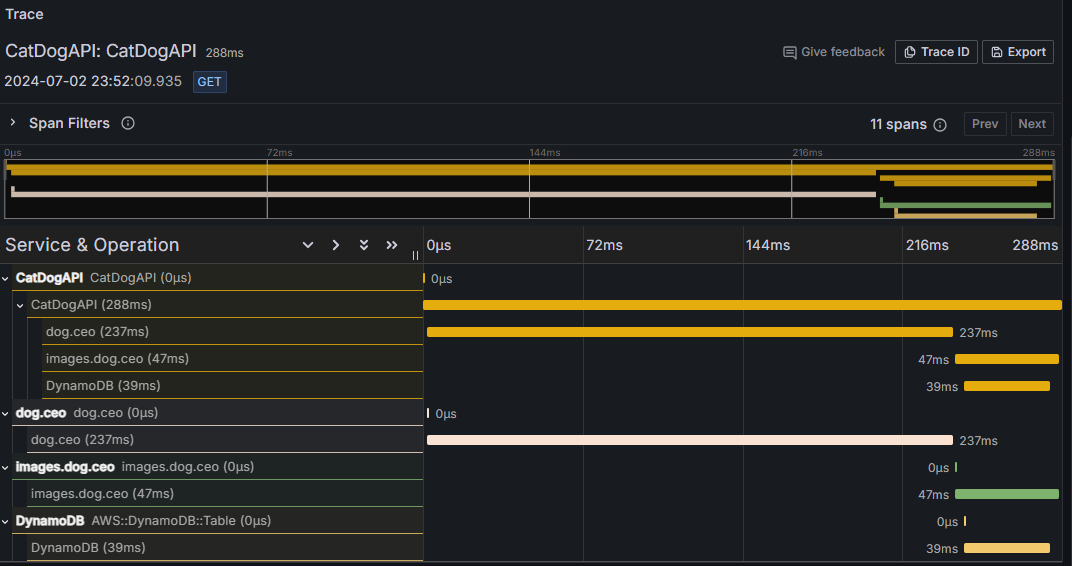 Trace
CatDogAPI: CatDogAPI 288ms
Give feedback Trace ID Export
2024-07-02 23:52:09.935 GET
Span Filters
11 spans Prev Next
0µs 72ms 144ms 216ms 288ms
Service & Operation
0µs 72ms 144ms 216ms 288ms
CatDogAPI CatDogAPI (0µs) 0µs
CatDogAPI (288ms)
dog.ceo (237ms) 237ms
images.dog.ceo (47ms) 47ms
DynamoDB (39ms) 39ms
dog.ceo dog.ceo (0µs) 0µs
dog.ceo (237ms) 237ms
images.dog.ceo images.dog.ceo (0µs) 0µs
images.dog.ceo (47ms) 47ms
DynamoDB AWS::DynamoDB::Table (0µs) 0µs
DynamoDB (39ms) 39ms